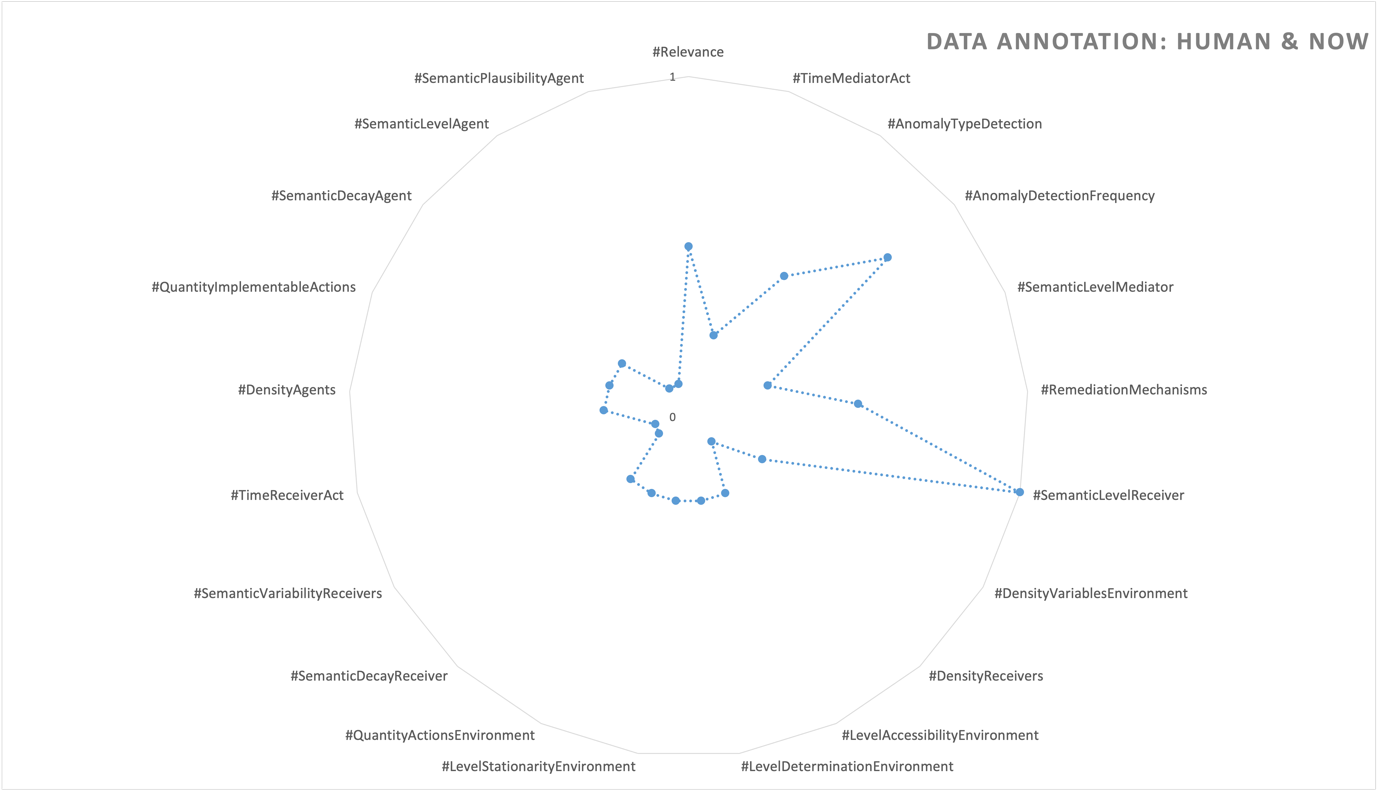 DATA ANNOTATION: HUMAN & NOW
#Relevance
1
#SemanticPlausibilityAgent
#TimeMediatorAct
#SemanticLevelAgent
#AnomalyTypeDetection
#SemanticDecayAgent
#AnomalyDetectionFrequency
#QuantityImplementableActions
#SemanticLevelMediator
#DensityAgents
#RemediationMechanisms
0
#TimeReceiverAct
#SemanticLevelReceiver
#SemanticVariabilityReceivers
#DensityVariablesEnvironment
#SemanticDecayReceiver
#DensityReceivers
#QuantityActionsEnvironment
#LevelAccessibilityEnvironment
#LevelStationarityEnvironment
#LevelDeterminationEnvironment